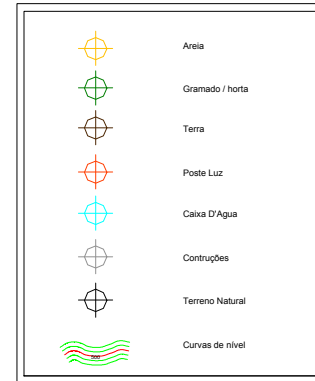 Areia
Gramado / horta
Terra
Poste Luz
Caixa D'Agua
Contruções
Terreno Natural
Curvas de nível